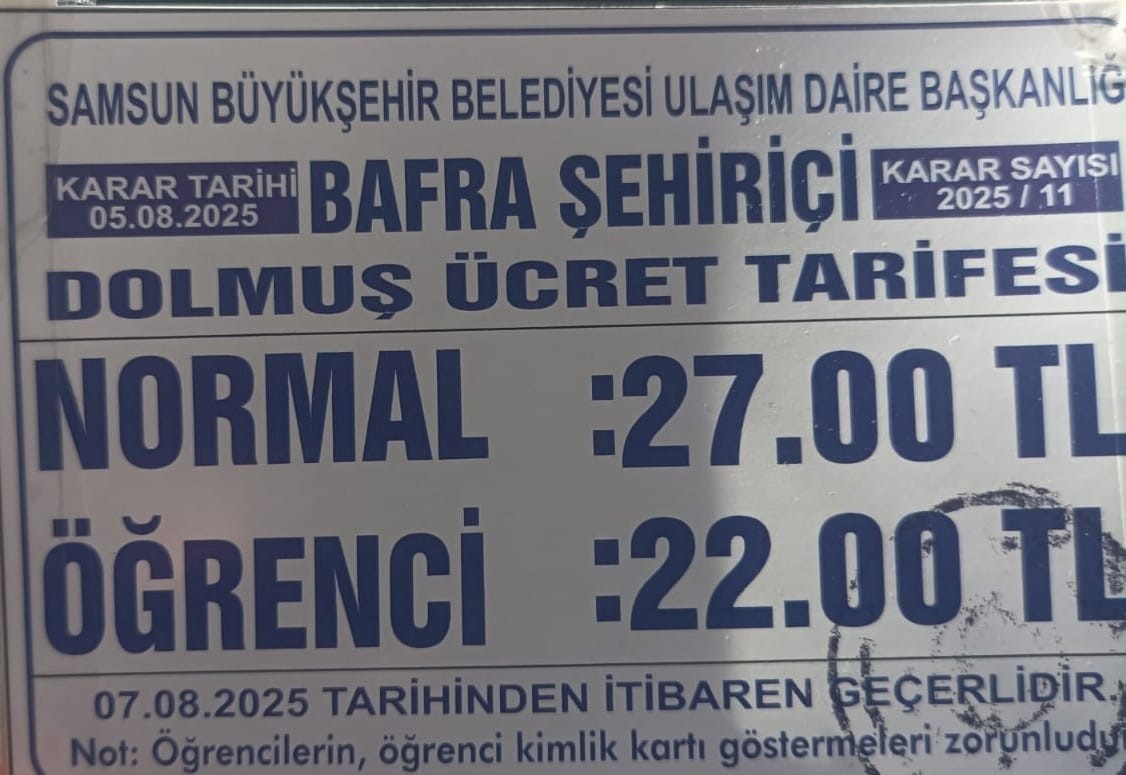 SAMSUN BÜYÜKŞEHİR BELEDİYESİ ULAŞIM DAİRE BAŞKANLIĞ
KARAR TARİHİ
05.08.2025
BAFRA ŞEHİRİÇİ
KARAR SAYISI
2025 / 11
DOLMUŞ ÜCRET TARİFESİ
NORMAL :27.00 TL
ÖĞRENCİ :22.00 TL
07.08.2025 TARİHİNDEN İTİBAREN GEÇERLİDİR.
Not: Öğrencilerin, öğrenci kimlik kartı göstermeleri zorunludu